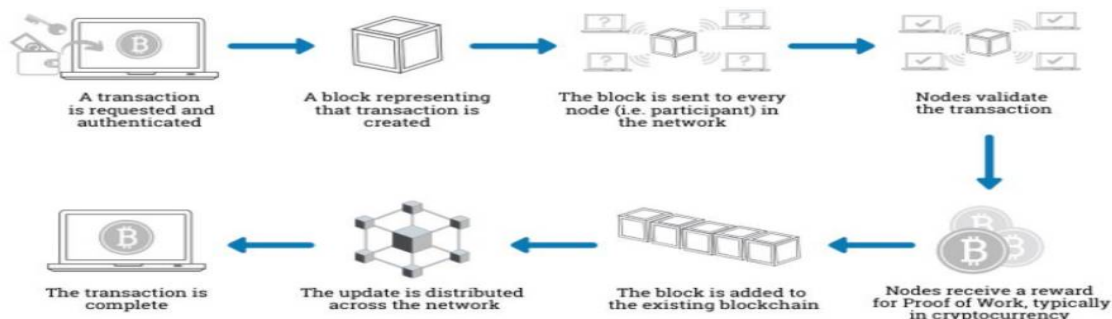 A transaction
is requested and
authenticated
A block representing
that transaction is
created
The block is sent to every
node (i.e. participant) in
the network
Nodes validate
the transaction
Nodes receive a reward
for Proof of Work, typically
in cryptocurrency
The block is added to
the existing blockchain
The update is distributed
across the network
The transaction is
complete